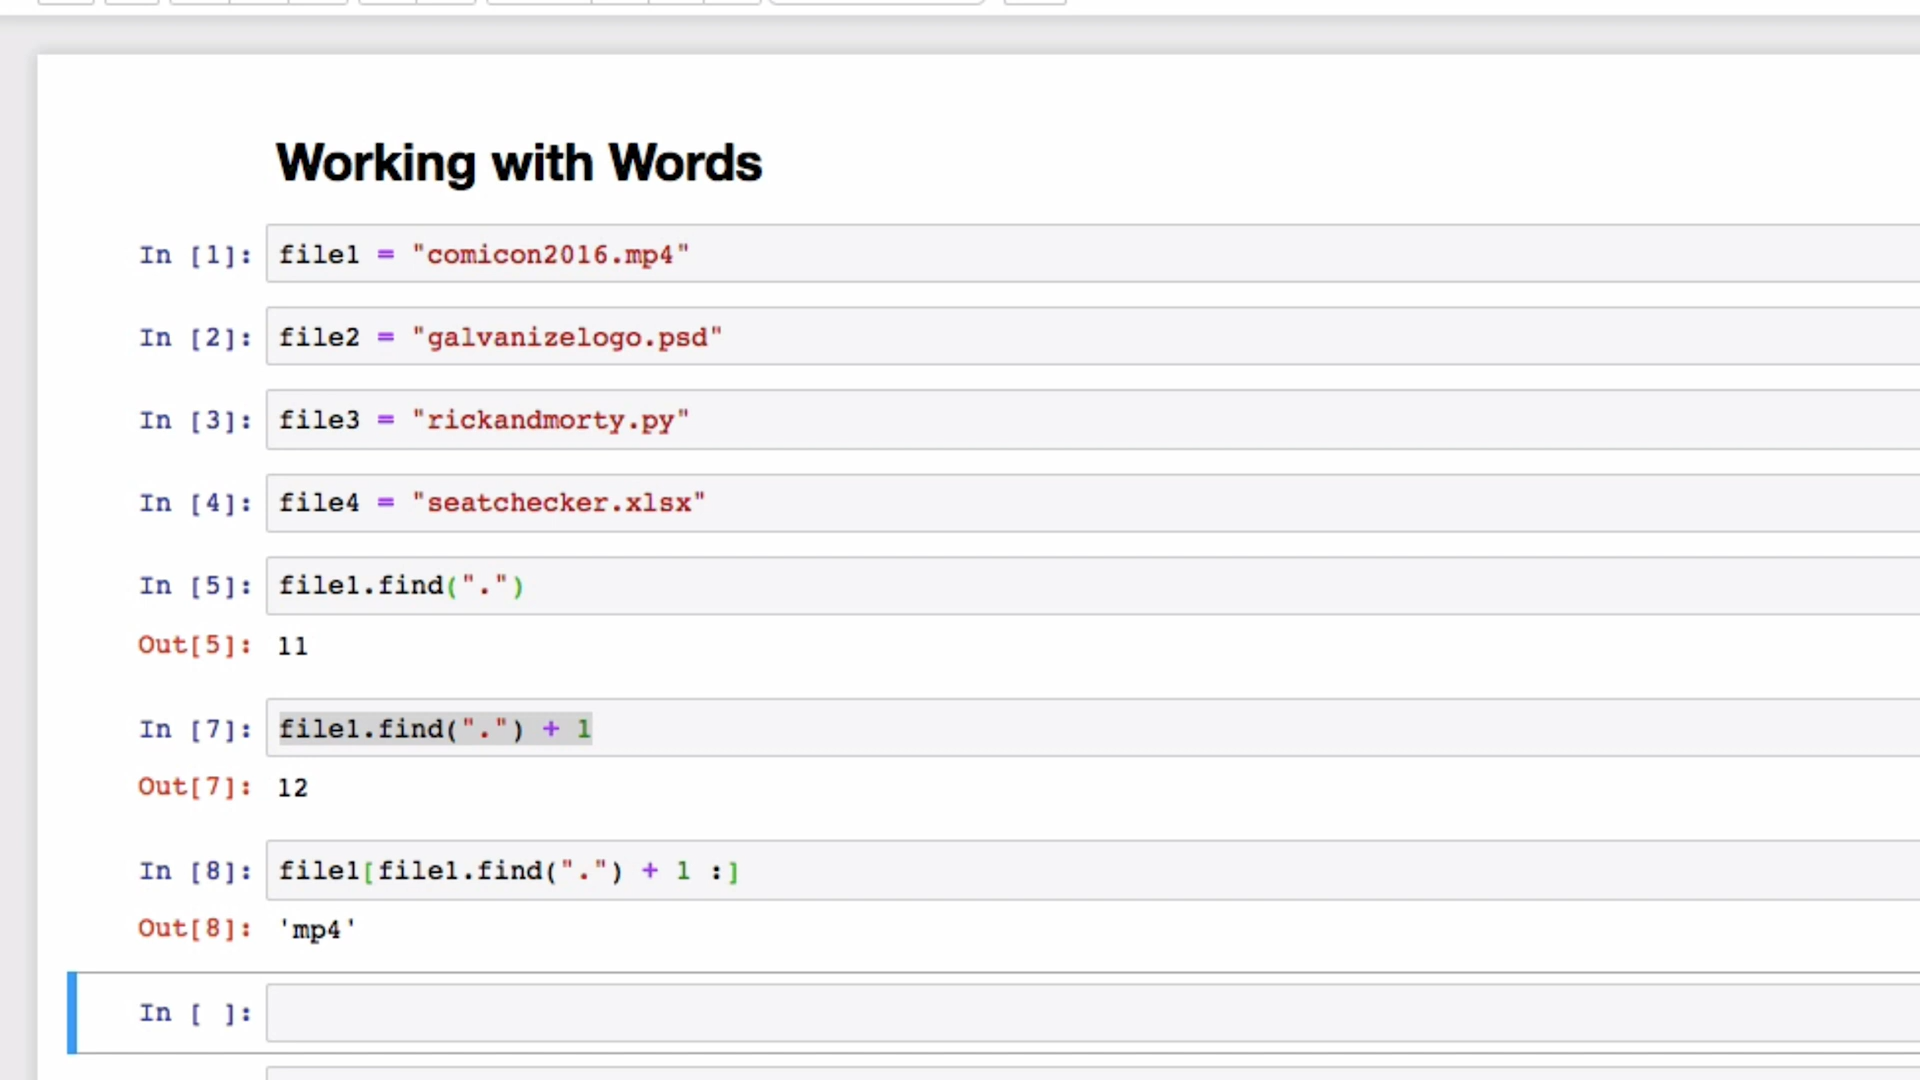 Working with Words
In [1]: file1 = "comicon2016.mp4"
In [2]: file2 = "galvanizelogo.psd"
In [3]: file3 = "rickandmorty.py"
In [4]: file4 = "seatchecker.xlsx"
In [5]: file1.find(".")
Out[5]: 11
In [7]: file1.find(".") + 1
Out[7]: 12
In [8]: file1[file1.find(".") + 1 :]
Out[8]: 'mp4'
In [ ]: